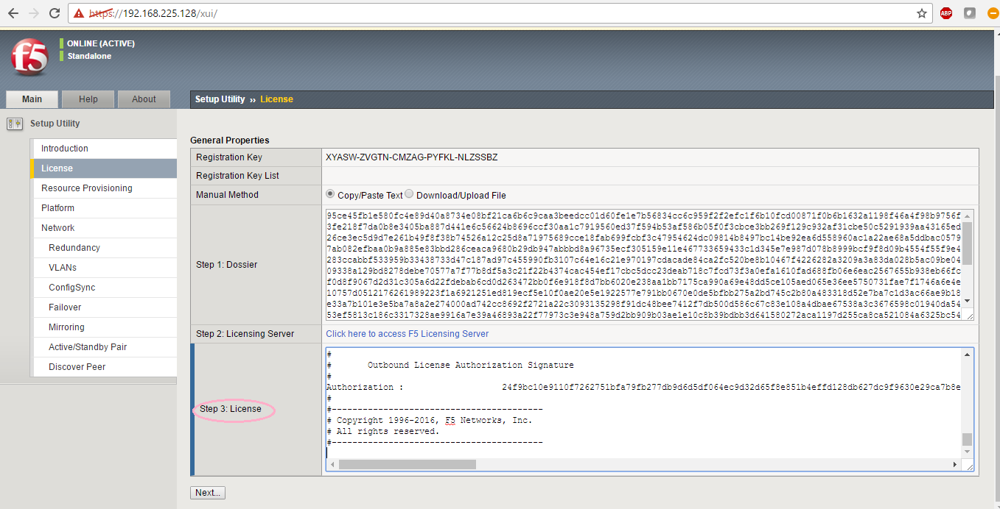 https://192.168.225.128/xui/
ABP
f5
ONLINE (ACTIVE)
Standalone
Main
Help
About
Setup Utility ›› License
Setup Utility
Introduction
License
Resource Provisioning
Platform
Network
Redundancy
VLANs
ConfigSync
Failover
Mirroring
Active/Standby Pair
Discover Peer
General Properties
Registration Key XYASW-ZVGTN-CMZAG-PYFKL-NLZSSBZ
Registration Key List
Manual Method Copy/Paste Text Download/Upload File
Step 1: Dossier
95ce45fb1e580fc4e89d40a8734e08bf21ca6b6c9caa3beedcc01d60fe1e7b56834cc6c959f2f2efc1f6b10fcd00871f0b6b1632a1198f46a4f98b9756f
3fe218f7da0b8e3405ba887d441e6c56624b8696ccf30aa1c7919560ed37f594b53af586b05f0f3cbce3bb269f129c932af31cbe50c5291939aa43165ed
26ce3ec5d9d7e261b49f8f38b74526a12c25d8a71975689cce18fab699fcbf3c47954624dc09814b8497bc14be92ea6d558960ac1a22ae68a5ddbac0579
7ab082efbaa0b9a885e83bbd286ceaca9680b29db947abbbd8a96735ecf305159e11e467733659433c1d345e7e987d078b8999bcf9f8d09b4554f55f9e4
283ccabbf533959b33438733d47c187ad97c455990fb3107c64e16c21e970197cdacade84ca2fc520be8b10467f4226282a3209a3a83da028b5ac09be04
09338a129bd8278debe70577a7f77b8df5a3c21f22b4374cac454ef17cbc5dcc23deab718c7fcd73f3a0efa1610fad688fb06e6eac2567655b938eb66fc
f0d8f9067d2d31c305a6d22fdebab6cd0d263472bb0f6e918f8d7bb6020e238aa1bb7175ca990a69e48dd5ce105aed065e36ee5750731fae7f1746a6e4e
10757d0512176261989223f1a6921251ed819ecf5e10f0ae20e5e1922577e791bb0670e0de5bfbb275a2bd745c2b80a483318d52e7ba7c1d3ac66ae9b18
e33a7b101e3e5ba7a8a2e274000ad742cc8692f2721a22c3093135298f91dc48bee7412f7db500d586c67c83e108a4dbae67538a3c3676598c01940da54
53ef5813c186c3317328ae9916a7e39a46893a22f77973c3e948a759d2bb909b03ae1e10c8b39bdbb3d641580272aca1197d255ca8ca521084a6325bc54
Step 2: Licensing Server Click here to access F5 Licensing Server
Step 3: License
#
# Outbound License Authorization Signature
#
Authorization : 24f9bc10e9110f7262751bfa79fb277db9d6d5df064ec9d32d65f8e851b4effd128db627dc9f9630e29ca7b8e
#
#-----------------------------------------
# Copyright 1996-2016, F5 Networks, Inc.
# All rights reserved.
#-----------------------------------------
Next...